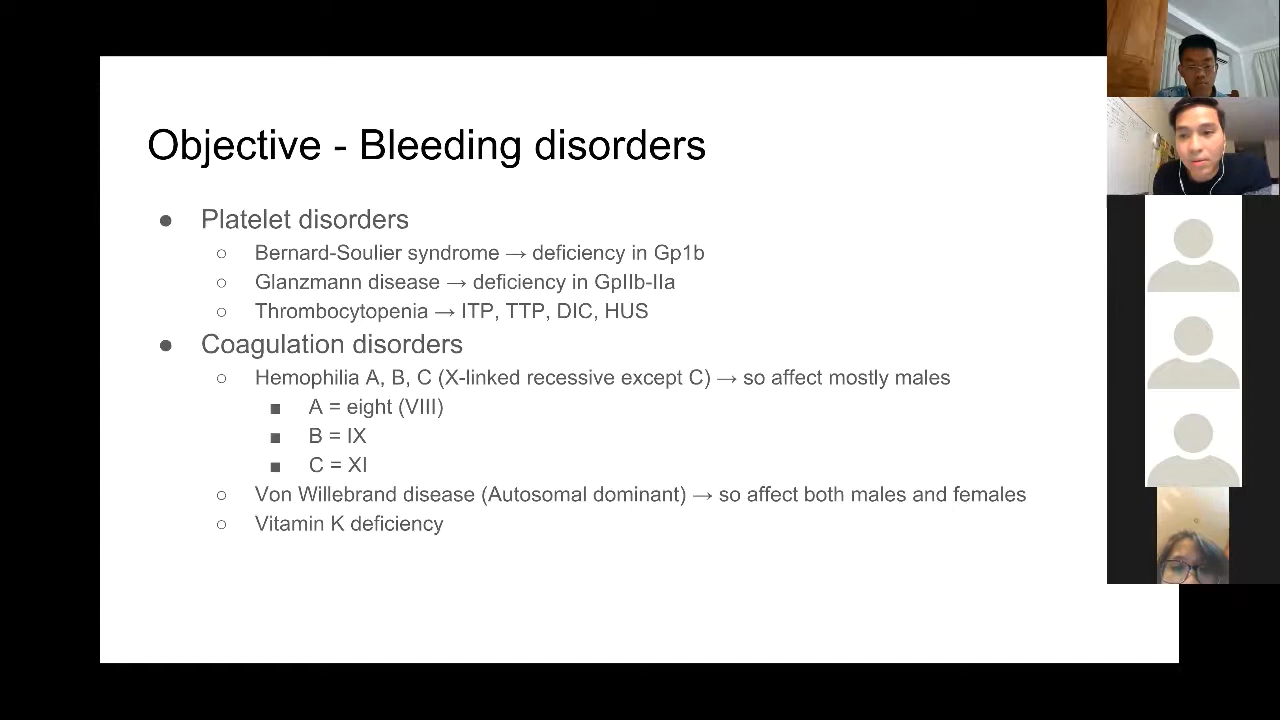 Objective - Bleeding disorders
● Platelet disorders
○ Bernard-Soulier syndrome → deficiency in Gp1b
○ Glanzmann disease → deficiency in GpIIb-IIa
○ Thrombocytopenia → ITP, TTP, DIC, HUS
● Coagulation disorders
○ Hemophilia A, B, C (X-linked recessive except C) → so affect mostly males
■ A = eight (VIII)
■ B = IX
■ C = XI
○ Von Willebrand disease (Autosomal dominant) → so affect both males and females
○ Vitamin K deficiency